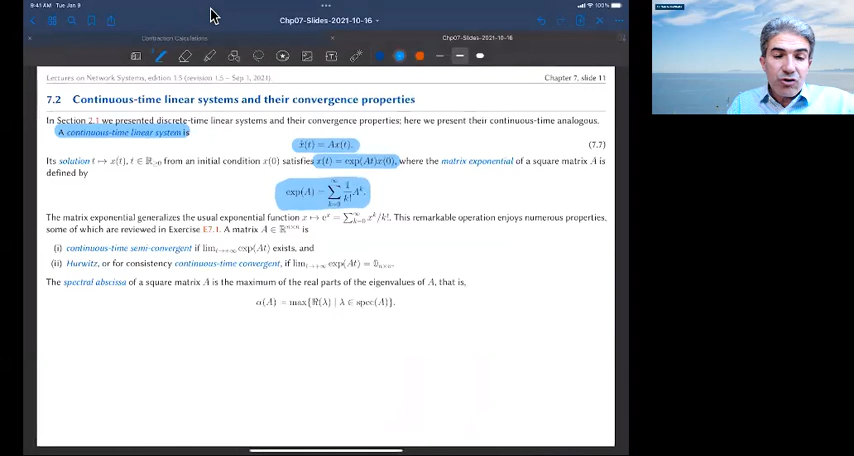 9:41 AM Tue Jan 9
100%
Chp07-Slides-2021-10-16
Contraction Calculations
Chp07-Slides-2021-10-16
Lectures on Network Systems, edition 1.5 (revision 1.5 – Sep 1, 2021)
Chapter 7, slide 11
7.2 Continuous-time linear systems and their convergence properties
In Section 2.1 we presented discrete-time linear systems and their convergence properties; here we present their continuous-time analogous.
A continuous-time linear system is
ẋ(t) = Ax(t). (7.7)
Its solution t ↦ x(t), t ∈ ℝ≥0 from an initial condition x(0) satisfies x(t) = exp(At)x(0), where the matrix exponential of a square matrix A is
defined by
exp(A) = ∑_{k=0}^{∞} 1/k! A^k.
The matrix exponential generalizes the usual exponential function x ↦ e^x = ∑_{k=0}^{∞} x^k/k!. This remarkable operation enjoys numerous properties,
some of which are reviewed in Exercise E7.1. A matrix A ∈ ℝ^{n×n} is
(i) continuous-time semi-convergent if lim_{t→+∞} exp(At) exists, and
(ii) Hurwitz, or for consistency continuous-time convergent, if lim_{t→+∞} exp(At) = 𝟘_{n×n}.
The spectral abscissa of a square matrix A is the maximum of the real parts of the eigenvalues of A, that is,
α(A) = max{ℜ(λ) | λ ∈ spec(A)}.